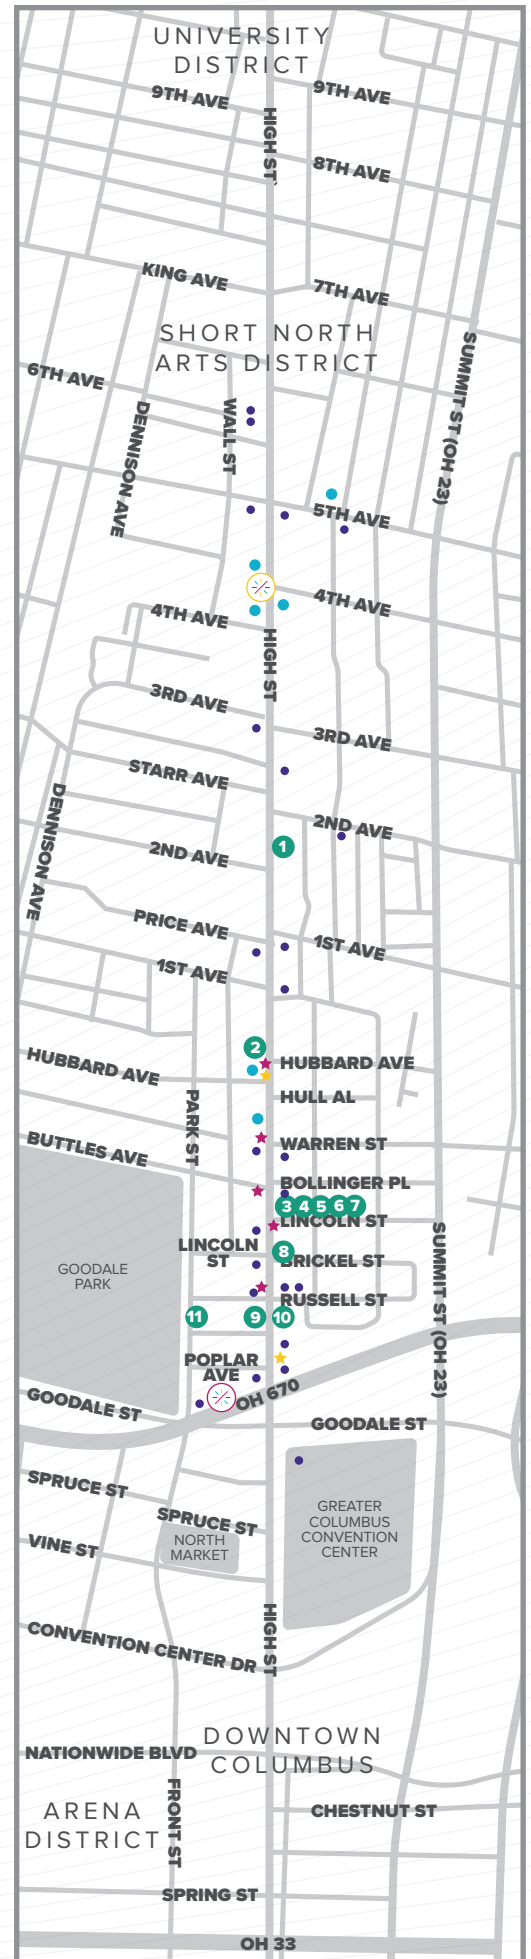 UNIVERSITY
DISTRICT
9TH AVE
9TH AVE
HIGH ST
8TH AVE
KING AVE
7TH AVE
SHORT NORTH
ARTS DISTRICT
SUMMIT ST (OH 23)
6TH AVE
WALL ST
DENNISON AVE
5TH AVE
4TH AVE
4TH AVE
HIGH ST
3RD AVE
3RD AVE
STARR AVE
DENNISON AVE
2ND AVE
1
2ND AVE
PRICE AVE
1ST AVE
1ST AVE
2
HUBBARD AVE
HUBBARD AVE
HULL AL
PARK ST
WARREN ST
BUTTLES AVE
BOLLINGER PL
3 4 5 6 7
LINCOLN ST
LINCOLN
ST
8
BRICKEL ST
SUMMIT ST (OH 23)
GOODALE
PARK
RUSSELL ST
11
9
10
POPLAR
AVE
OH 670
GOODALE ST
GOODALE ST
SPRUCE ST
SPRUCE ST
GREATER
COLUMBUS
CONVENTION
CENTER
NORTH
MARKET
VINE ST
HIGH ST
CONVENTION CENTER DR
DOWNTOWN
COLUMBUS
NATIONWIDE BLVD
ARENA
DISTRICT
FRONT ST
CHESTNUT ST
SPRING ST
OH 33